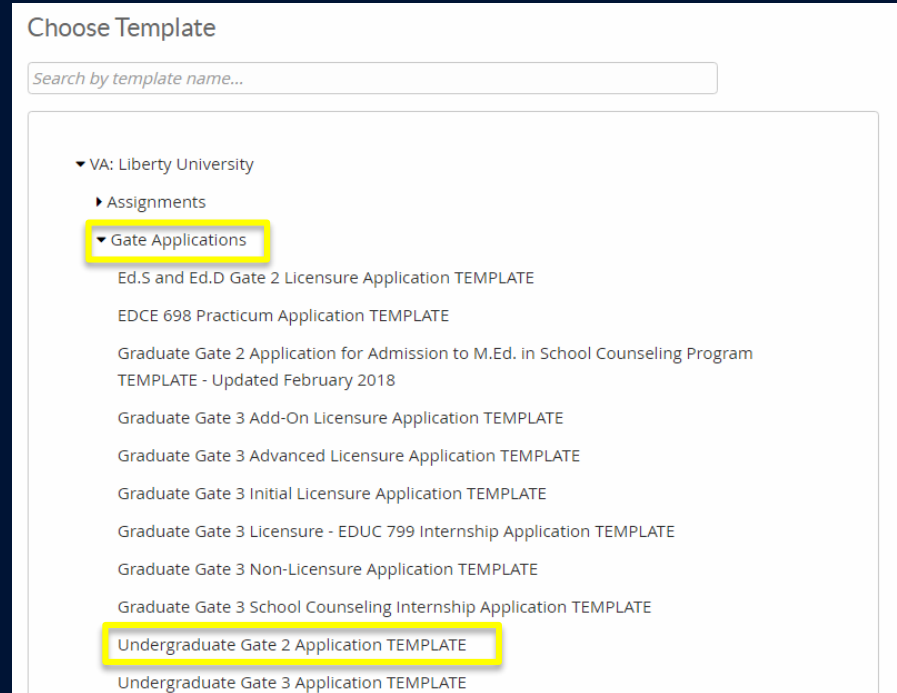 Choose Template
Search by template name...
VA: Liberty University
Assignments
Gate Applications
Ed.S and Ed.D Gate 2 Licensure Application TEMPLATE
EDCE 698 Practicum Application TEMPLATE
Graduate Gate 2 Application for Admission to M.Ed. in School Counseling Program
TEMPLATE - Updated February 2018
Graduate Gate 3 Add-On Licensure Application TEMPLATE
Graduate Gate 3 Advanced Licensure Application TEMPLATE
Graduate Gate 3 Initial Licensure Application TEMPLATE
Graduate Gate 3 Licensure - EDUC 799 Internship Application TEMPLATE
Graduate Gate 3 Non-Licensure Application TEMPLATE
Graduate Gate 3 School Counseling Internship Application TEMPLATE
Undergraduate Gate 2 Application TEMPLATE
Undergraduate Gate 3 Application TEMPLATE